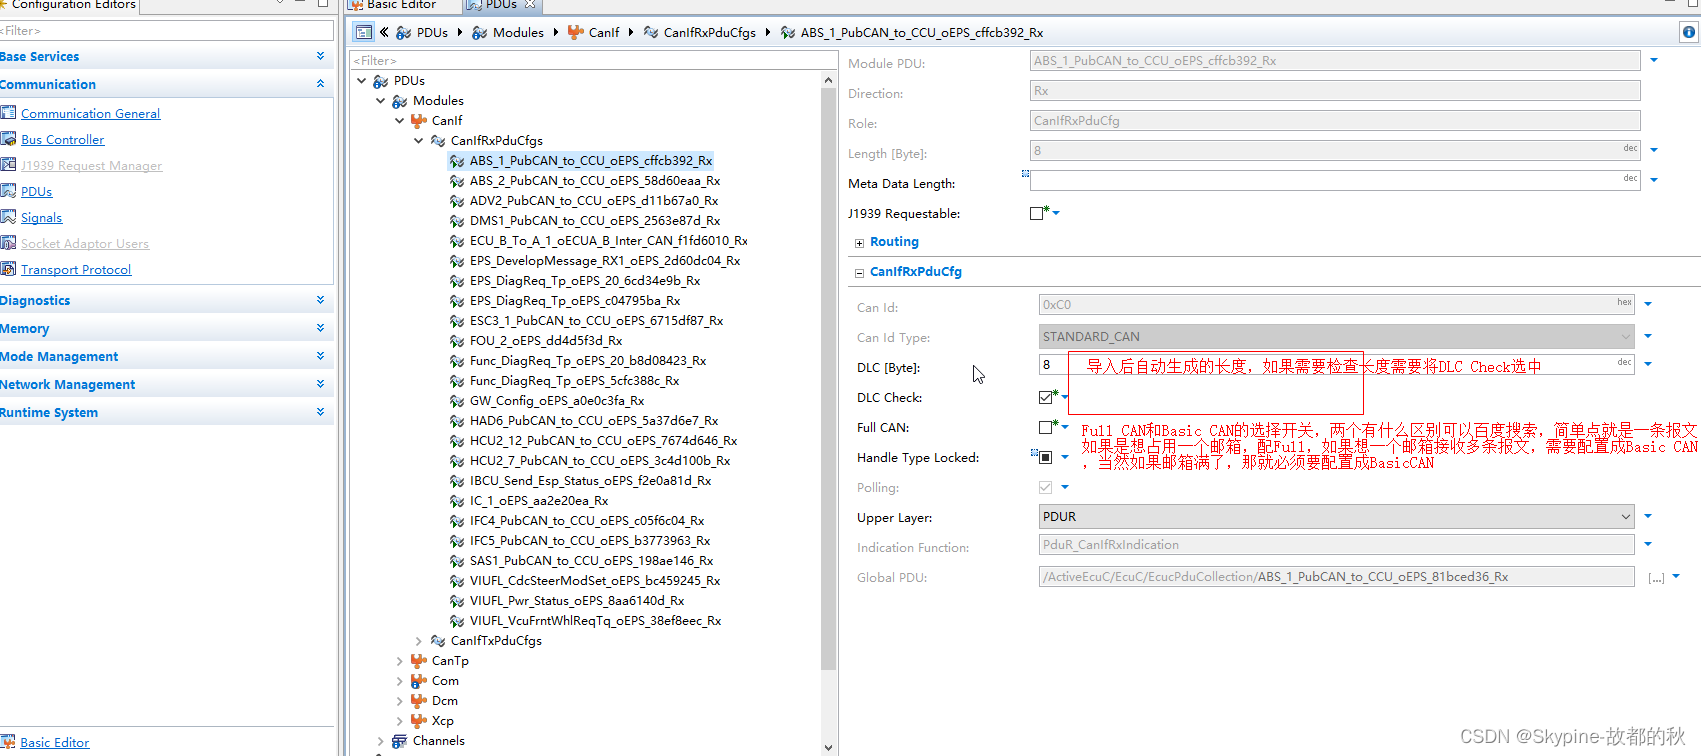 Configuration Editors
Basic Editor
PDUs
<Filter>
Base Services
Communication
Communication General
Bus Controller
J1939 Request Manager
PDUs
Signals
Socket Adaptor Users
Transport Protocol
Diagnostics
Memory
Mode Management
Network Management
Runtime System
Basic Editor
« PDUs Modules CanIf CanIfRxPduCfgs ABS_1_PubCAN_to_CCU_oEPS_cffcb392_Rx
<Filter>
PDUs
Modules
CanIf
CanIfRxPduCfgs
ABS_1_PubCAN_to_CCU_oEPS_cffcb392_Rx
ABS_2_PubCAN_to_CCU_oEPS_58d60eaa_Rx
ADV2_PubCAN_to_CCU_oEPS_d11b67a0_Rx
DMS1_PubCAN_to_CCU_oEPS_2563e87d_Rx
ECU_B_To_A_1_oECUA_B_Inter_CAN_f1fd6010_Rx
EPS_DevelopMessage_RX1_oEPS_2d60dc04_Rx
EPS_DiagReq_Tp_oEPS_20_6cd34e9b_Rx
EPS_DiagReq_Tp_oEPS_c04795ba_Rx
ESC3_1_PubCAN_to_CCU_oEPS_6715df87_Rx
FOU_2_oEPS_dd4d5f3d_Rx
Func_DiagReq_Tp_oEPS_20_b8d08423_Rx
Func_DiagReq_Tp_oEPS_5cfc388c_Rx
GW_Config_oEPS_a0e0c3fa_Rx
HAD6_PubCAN_to_CCU_oEPS_5a37d6e7_Rx
HCU2_12_PubCAN_to_CCU_oEPS_7674d646_Rx
HCU2_7_PubCAN_to_CCU_oEPS_3c4d100b_Rx
IBCU_Send_Esp_Status_oEPS_f2e0a81d_Rx
IC_1_oEPS_aa2e20ea_Rx
IFC4_PubCAN_to_CCU_oEPS_c05f6c04_Rx
IFC5_PubCAN_to_CCU_oEPS_b3773963_Rx
SAS1_PubCAN_to_CCU_oEPS_198ae146_Rx
VIUFL_CdcSteerModSet_oEPS_bc459245_Rx
VIUFL_Pwr_Status_oEPS_8aa6140d_Rx
VIUFL_VcuFrntWhlReqTq_oEPS_38ef8eec_Rx
CanIfTxPduCfgs
CanTp
Com
Dcm
Xcp
Channels
Module PDU: ABS_1_PubCAN_to_CCU_oEPS_cffcb392_Rx
Direction: Rx
Role: CanIfRxPduCfg
Length [Byte]: 8 dec
Meta Data Length: dec
J1939 Requestable:
Routing
CanIfRxPduCfg
Can Id: 0xC0 hex
Can Id Type: STANDARD_CAN
DLC [Byte]: 8 导入后自动生成的长度，如果需要检查长度需要将DLC Check选中 dec
DLC Check:
Full CAN: Full CAN和Basic CAN的选择开关，两个有什么区别可以百度搜索，简单点就是一条报文
如果是想占用一个邮箱，配Full，如果想一个邮箱接收多条报文，需要配置成Basic CAN
Handle Type Locked: ，当然如果邮箱满了，那就必须要配置成BasicCAN
Polling:
Upper Layer: PDUR
Indication Function: PduR_CanIfRxIndication
Global PDU: /ActiveEcuC/EcuC/EcucPduCollection/ABS_1_PubCAN_to_CCU_oEPS_81bced36_Rx [...]
CSDN @Skypine-故都的秋